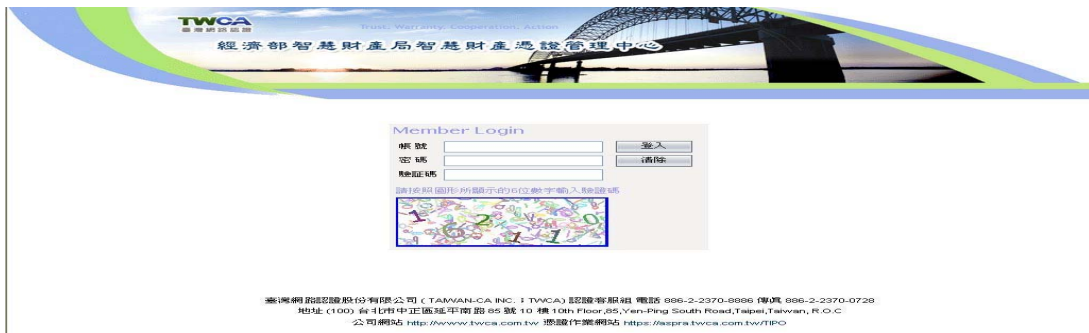 TWCA
臺灣網路認證
Trust, Warranty, Cooperation, Action
經濟部智慧財產局智慧財產憑證管理中心
Member Login
帳號 登入
密碼 清除
驗証碼
請按照圖形所顯示的6位數字輸入驗證碼
臺灣網路認證股份有限公司 ( TAIWAN-CA INC. ; TWCA) 認證客服組 電話 886-2-2370-8886 傳真 886-2-2370-0728
地址 (100) 台北市中正區延平南路 85 號 10 樓 10th Floor,85,Yen-Ping South Road,Taipei,Taiwan, R.O.C
公司網站 http://www.twca.com.tw 憑證作業網站 https://aspra.twca.com.tw/TIPO